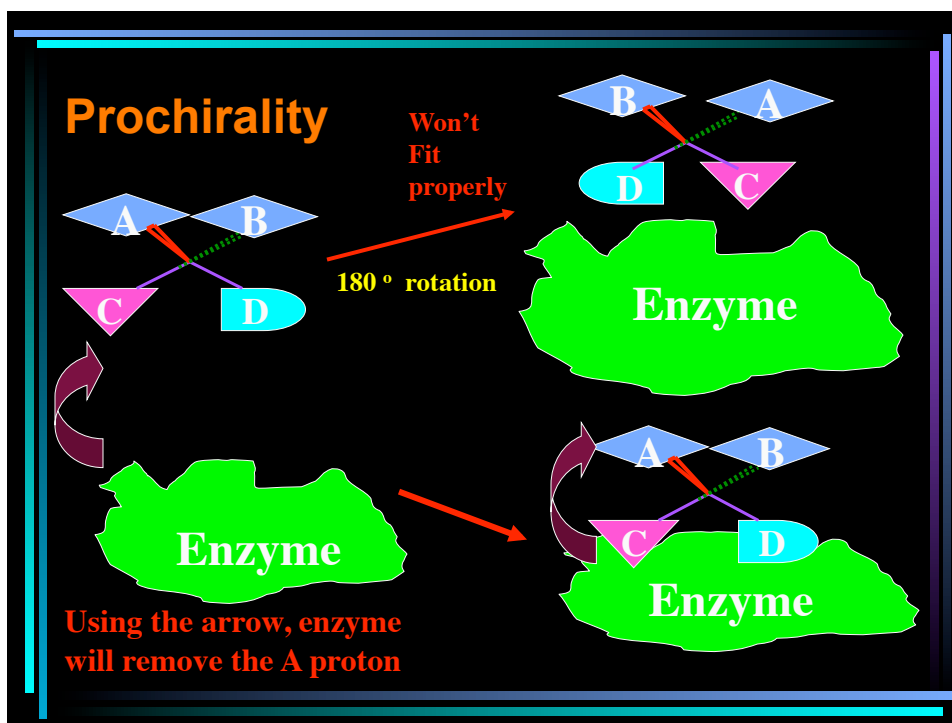 Prochirality
A B
C D
Enzyme
Using the arrow, enzyme
will remove the A proton
Won’t
Fit
properly
180 º rotation
B A
D C
Enzyme
A B
C D
Enzyme